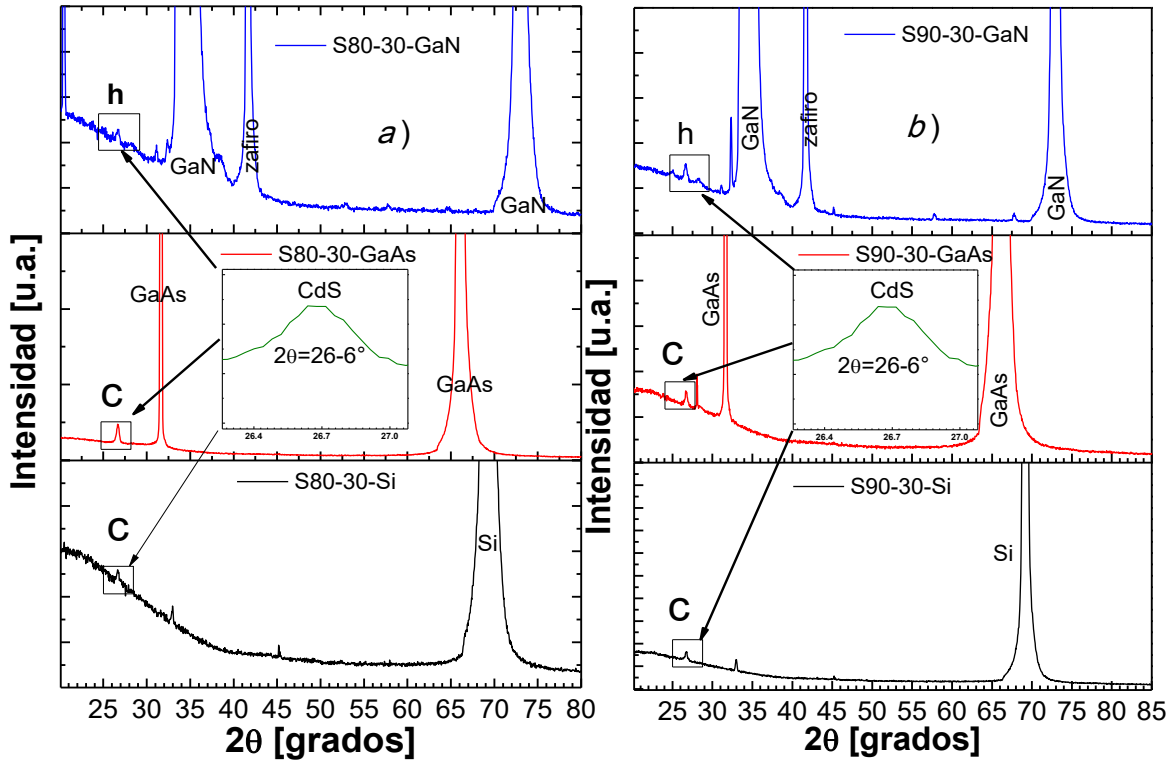 S80-30-GaN
h
a)
GaN
zafiro
GaN
S80-30-GaAs
GaAs
CdS
2θ=26-6°
C
GaAs
26.4 26.7 27.0
S80-30-Si
C
Si
Intensidad [u.a.]
25 30 35 40 45 50 55 60 65 70 75 80
2θ [grados]
S90-30-GaN
h
b)
GaN
zafiro
GaN
S90-30-GaAs
GaAs
CdS
2θ=26-6°
C
GaAs
26.4 26.7 27.0
S90-30-Si
C
Si
Intensidad [u.a.]
25 30 35 40 45 50 55 60 65 70 75 80 85
2θ [grados]